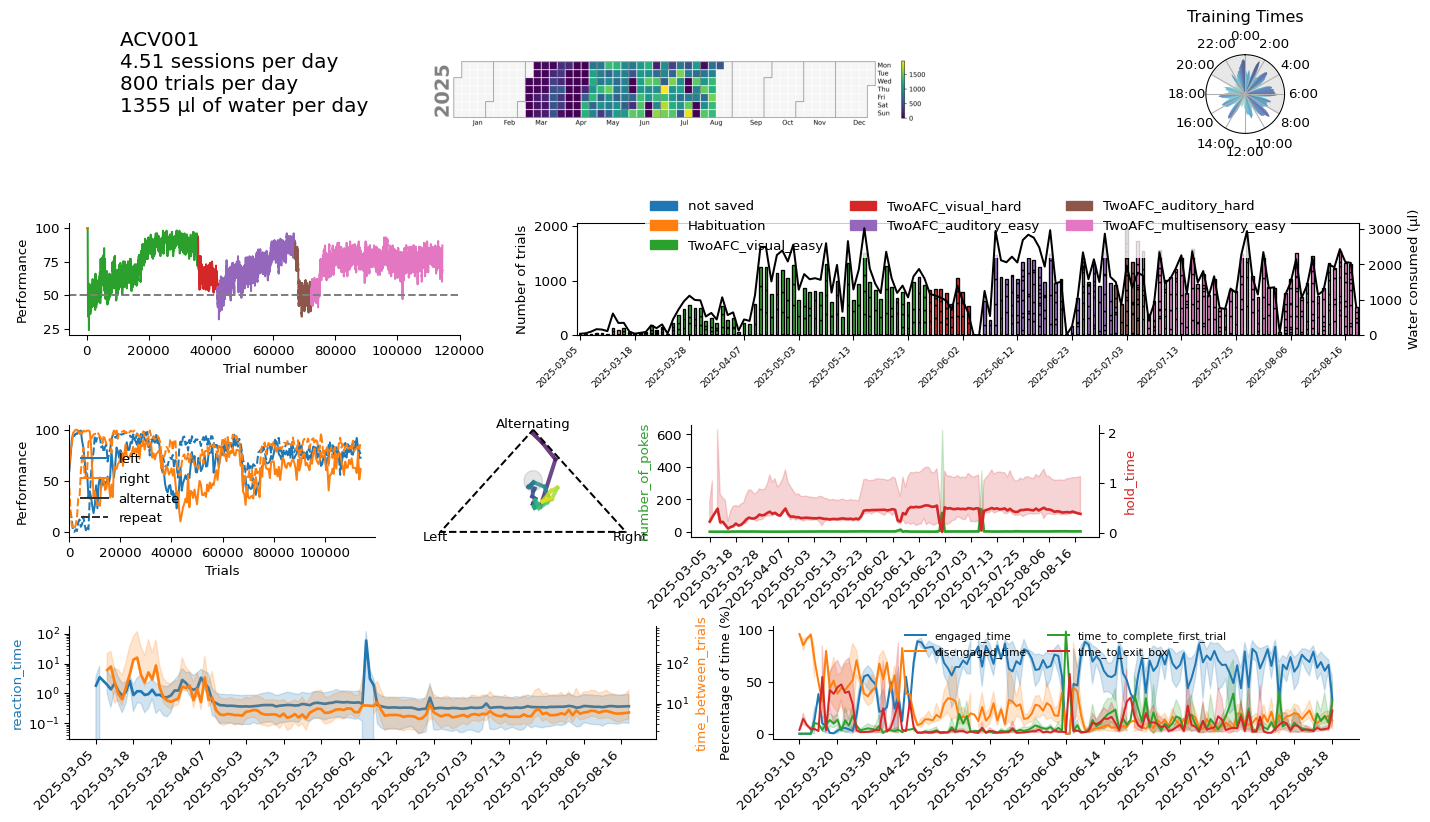 ACV001
4.51 sessions per day
800 trials per day
1355 µl of water per day
2025
Mon
Tue
Wed
Thu
Fri
Sat
Sun
Jan Feb Mar Apr May Jun Jul Aug Sep Oct Nov Dec
1500
1000
500
0
Training Times
0:00
2:00
4:00
6:00
8:00
10:00
12:00
14:00
16:00
18:00
20:00
22:00
Performance
100
75
50
25
0 20000 40000 60000 80000 100000 120000
Trial number
not saved
Habituation
TwoAFC_visual_easy
TwoAFC_visual_hard
TwoAFC_auditory_easy
TwoAFC_auditory_hard
TwoAFC_multisensory_easy
Number of trials
2000
1000
0
Water consumed (µl)
3000
2000
1000
0
2025-03-05 2025-03-18 2025-03-28 2025-04-07 2025-05-03 2025-05-13 2025-05-23 2025-06-02 2025-06-12 2025-06-23 2025-07-03 2025-07-13 2025-07-25 2025-08-06 2025-08-16
Performance
100
50
0
left
right
alternate
repeat
0 20000 40000 60000 80000 100000
Trials
Alternating
Left
Right
number_of_pokes
600
400
200
0
hold_time
2
1
0
2025-03-05 2025-03-18 2025-03-28 2025-04-07 2025-05-03 2025-05-13 2025-05-23 2025-06-02 2025-06-12 2025-06-23 2025-07-03 2025-07-13 2025-07-25 2025-08-06 2025-08-16
reaction_time
10²
10¹
10⁰
10⁻¹
time_between_trials
10²
10¹
2025-03-05 2025-03-18 2025-03-28 2025-04-07 2025-05-03 2025-05-13 2025-05-23 2025-06-02 2025-06-12 2025-06-23 2025-07-03 2025-07-13 2025-07-25 2025-08-06 2025-08-16
Percentage of time (%)
100
50
0
engaged_time
disengaged_time
time_to_complete_first_trial
time_to_exit_box
2025-03-10 2025-03-20 2025-03-30 2025-04-25 2025-05-05 2025-05-15 2025-05-25 2025-06-04 2025-06-14 2025-06-25 2025-07-05 2025-07-15 2025-07-27 2025-08-08 2025-08-18